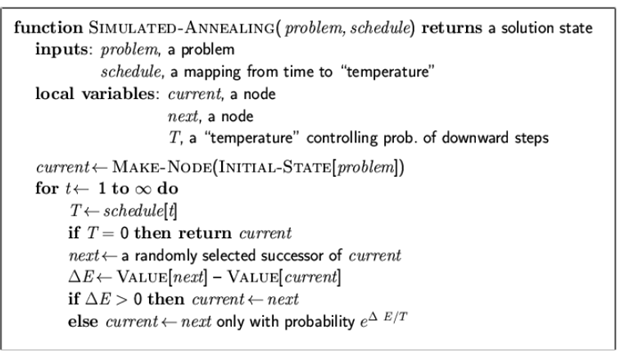 function SIMULATED-ANNEALING( problem, schedule) returns a solution state
inputs: problem, a problem
schedule, a mapping from time to “temperature”
local variables: current, a node
next, a node
T, a “temperature” controlling prob. of downward steps
current ← MAKE-NODE(INITIAL-STATE[problem])
for t ← 1 to ∞ do
T ← schedule[t]
if T = 0 then return current
next ← a randomly selected successor of current
ΔE ← VALUE[next] – VALUE[current]
if ΔE > 0 then current ← next
else current ← next only with probability e^Δ E/T